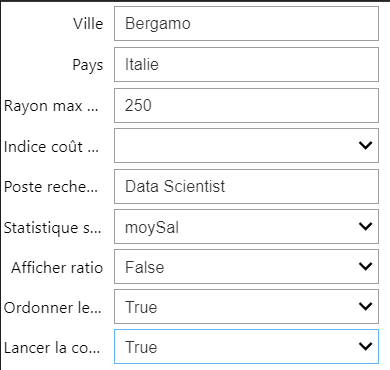 Ville Bergamo
Pays Italie
Rayon max ... 250
Indice coût ...
Poste reche... Data Scientist
Statistique s... moySal
Afficher ratio False
Ordonner le... True
Lancer la co... True